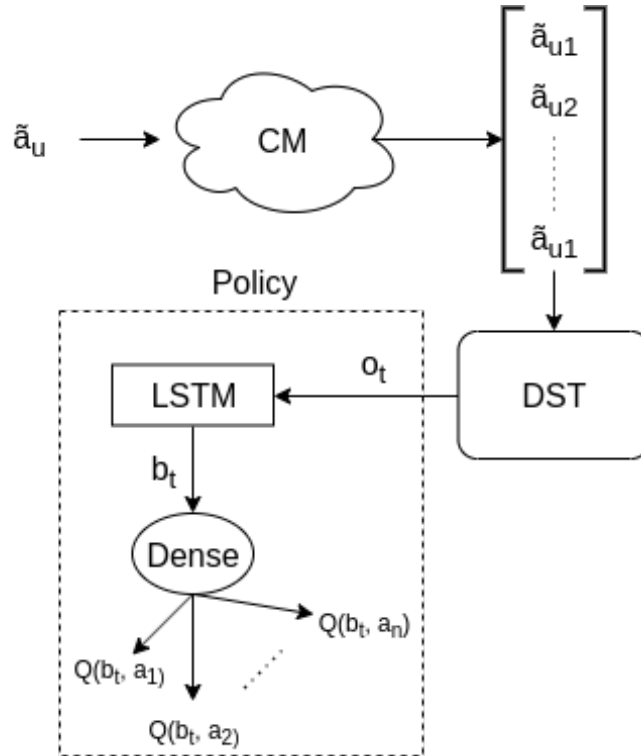 ã_u1
ã_u2
ã_u
CM
ã_u1
Policy
LSTM
o_t
DST
b_t
Dense
Q(b_t, a_n)
Q(b_t, a_1)
Q(b_t, a_2)